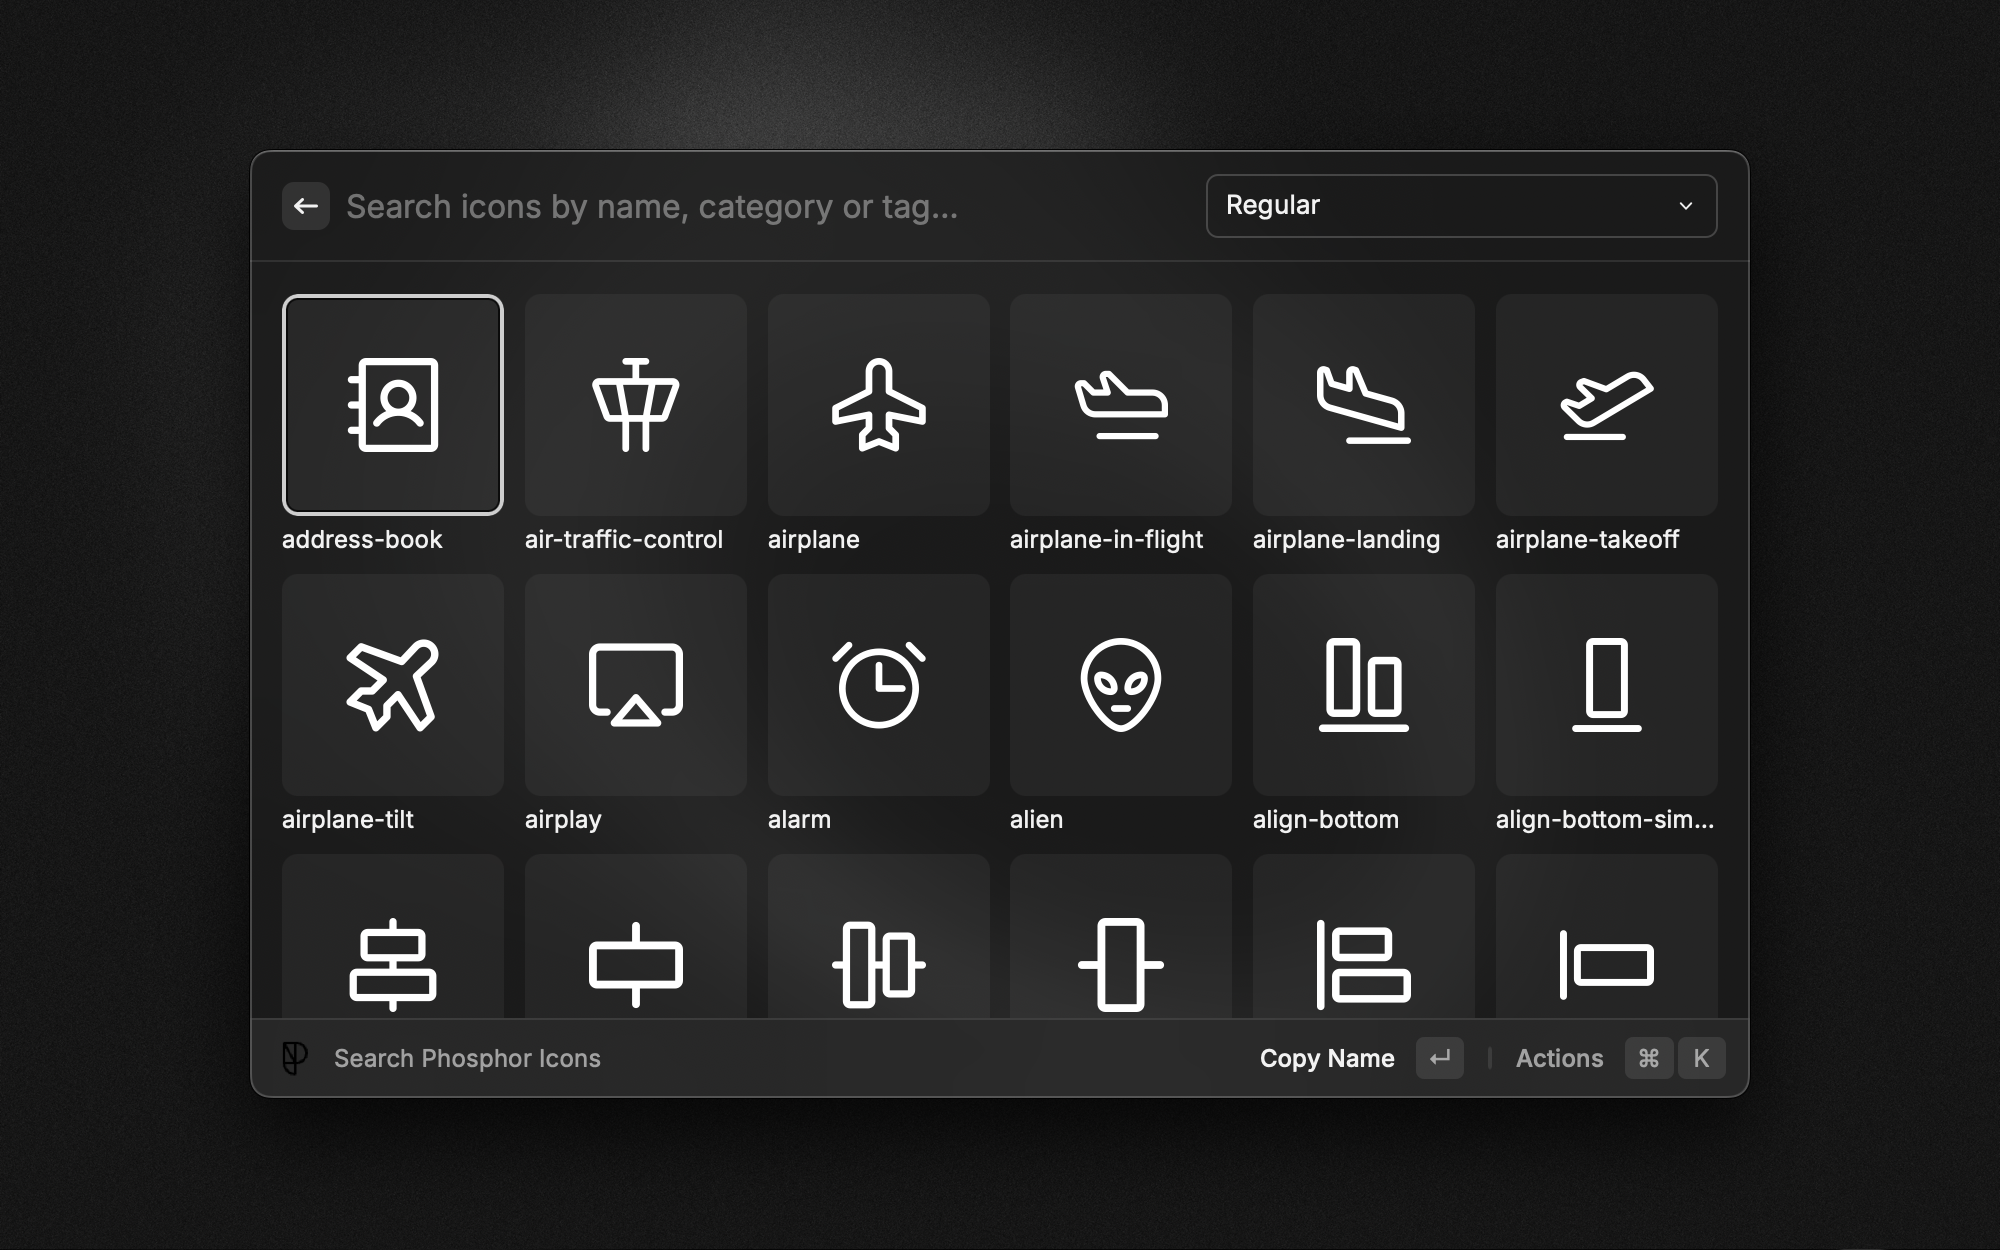 Search icons by name, category or tag...
Regular
address-book
air-traffic-control
airplane
airplane-in-flight
airplane-landing
airplane-takeoff
airplane-tilt
airplay
alarm
alien
align-bottom
align-bottom-sim...
Search Phosphor Icons
Copy Name
Actions
⌘ K